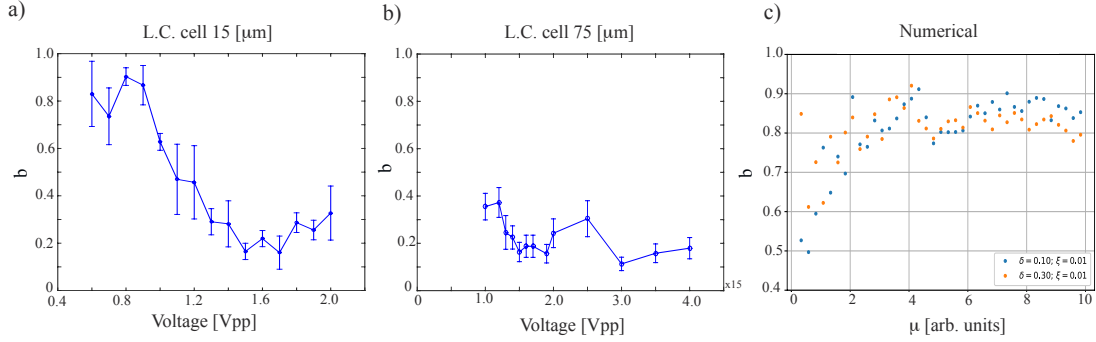 a)
L.C. cell 15 [μm]
1.0
0.8
0.6
0.4
0.2
0
b
0.4
0.8
1.2
1.6
2.0
Voltage [Vpp]
b)
L.C. cell 75 [μm]
1.0
0.8
0.6
0.4
0.2
0
b
0
1.0
2.0
3.0
4.0
x15
Voltage [Vpp]
c)
Numerical
1.0
0.9
0.8
0.7
0.6
0.5
0.4
b
0
2
4
6
8
10
δ = 0.10; ξ = 0.01
δ = 0.30; ξ = 0.01
μ [arb. units]